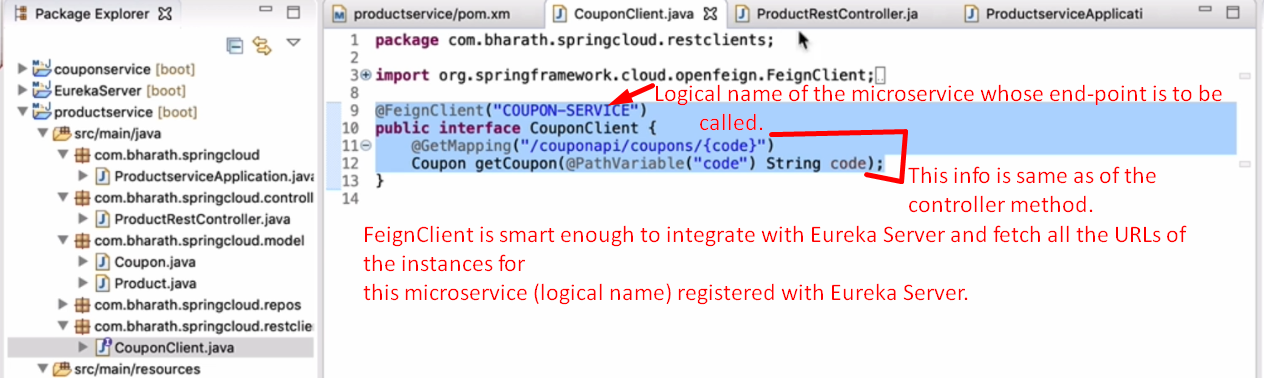 Package Explorer
couponservice [boot]
EurekaServer [boot]
productservice [boot]
src/main/java
com.bharath.springcloud
ProductserviceApplication.java
com.bharath.springcloud.controll
ProductRestController.java
com.bharath.springcloud.model
Coupon.java
Product.java
com.bharath.springcloud.repos
com.bharath.springcloud.restclie
CouponClient.java
src/main/resources
productservice/pom.xm
CouponClient.java
ProductRestController.ja
ProductserviceApplicati
1 package com.bharath.springcloud.restclients;
2
3 import org.springframework.cloud.openfeign.FeignClient;
8
9 @FeignClient("COUPON-SERVICE")
10 public interface CouponClient {
11 @GetMapping("/couponapi/coupons/{code}")
12 Coupon getCoupon(@PathVariable("code") String code);
13 }
14
Logical name of the microservice whose end-point is to be
called.
This info is same as of the
controller method.
FeignClient is smart enough to integrate with Eureka Server and fetch all the URLs of
the instances for
this microservice (logical name) registered with Eureka Server.